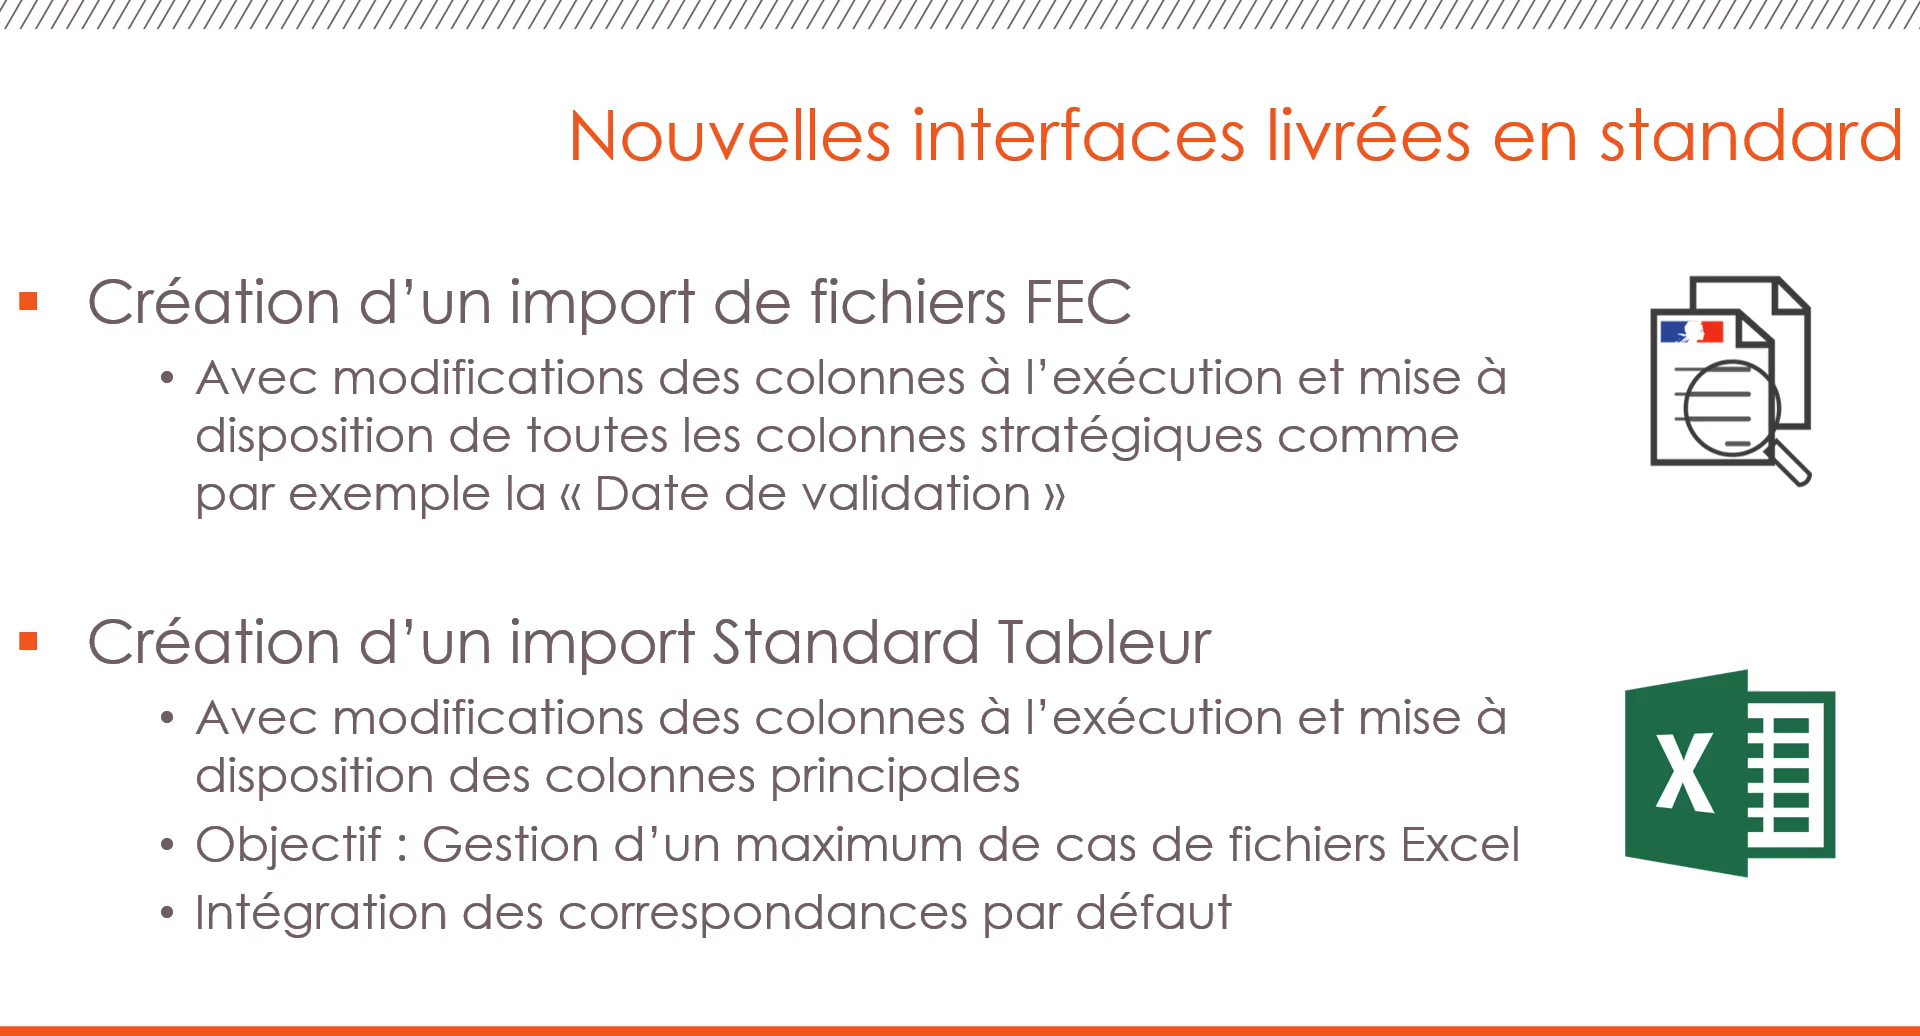 Nouvelles interfaces livrées en standard
▪ Création d’un import de fichiers FEC
• Avec modifications des colonnes à l’exécution et mise à
disposition de toutes les colonnes stratégiques comme
par exemple la « Date de validation »
▪ Création d’un import Standard Tableur
• Avec modifications des colonnes à l’exécution et mise à
disposition des colonnes principales
• Objectif : Gestion d’un maximum de cas de fichiers Excel
• Intégration des correspondances par défaut
X